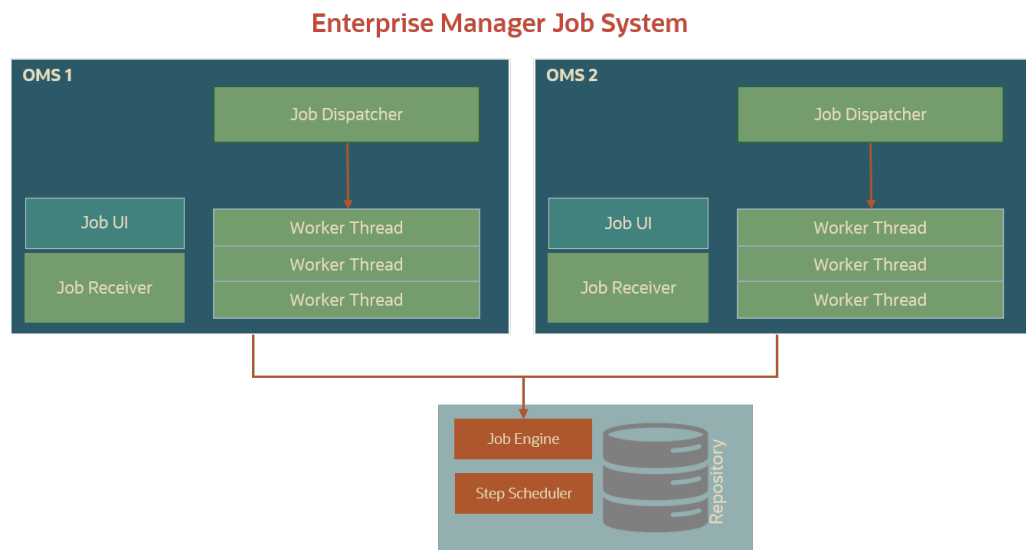 Enterprise Manager Job System
OMS 1
Job Dispatcher
Job UI
Job Receiver
Worker Thread
Worker Thread
Worker Thread
OMS 2
Job Dispatcher
Job UI
Job Receiver
Worker Thread
Worker Thread
Worker Thread
Job Engine
Step Scheduler
Repository